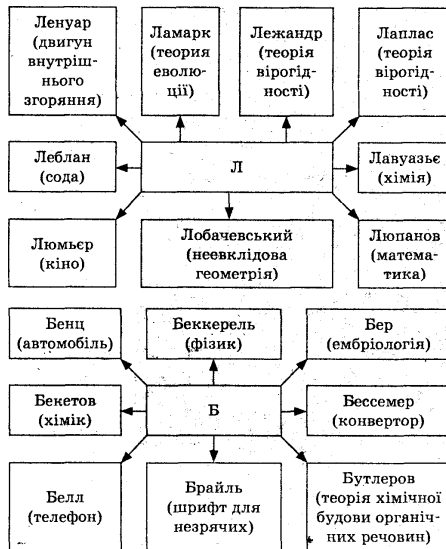 Ленуар
(двигун
внутріш-
нього
згоряння)
Ламарк
(теория
еволю-
ції)
Лежандр
(теорія
вірогід-
ності)
Лаплас
(теорія
вірогід-
ності)
Леблан
(сода)
Л
Лавуазьє
(хімія)
Люмьєр
(кіно)
Лобачевський
(неевклідова
геометрія)
Люпанов
(матема-
тика)
Бенц
(автомобіль)
Беккерель
(фізик)
Бер
(ембріологія)
Бекетов
(хімік)
Б
Бессемер
(конвертор)
Белл
(телефон)
Брайль
(шрифт для
незрячих)
Бутлеров
(теорія хімічної
будови органіч-
них речовин)